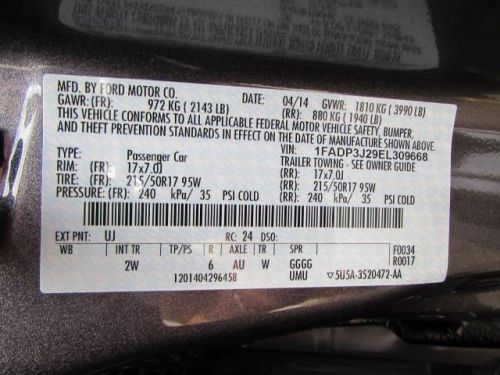 MFD. BY FORD MOTOR CO. 04/14 GVWR: 1810 KG ( 3990 LB)
GAWR: (FR): 972 KG ( 2143 LB) (RR): 880 KG ( 1940 LB)
THIS VEHICLE CONFORMS TO ALL APPLICABLE FEDERAL MOTOR VEHICLE SAFETY, BUMPER,
AND THEFT PREVENTION STANDARDS IN EFFECT ON THE DATE OF MANUFACTURE SHOWN ABOVE.
VIN: 1FADP3J29EL309668
TYPE: Passenger Car TRAILER TOWING - SEE OWNER GUIDE
RIM: (FR): 17x7.0J (RR): 17x7.0J
TIRE: (FR): 215/50R17 95W (RR): 215/50R17 95W
PRESSURE: (FR): 240 kPa/ 35 PSI COLD (RR): 240 kPa/ 35 PSI COLD
EXT PNT: UJ RC: 24 DSO:
WB INT TR TP/PS R AXLE TR SPR F0034
2W 6 AU W GGGG R0017
1201404296458 UMU 5U5A-3520472-AA